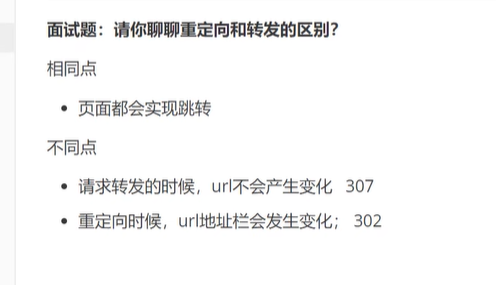 面试题：请你聊聊重定向和转发的区别？
相同点
• 页面都会实现跳转
不同点
• 请求转发的时候，url不会产生变化 307
• 重定向时候，url地址栏会发生变化； 302